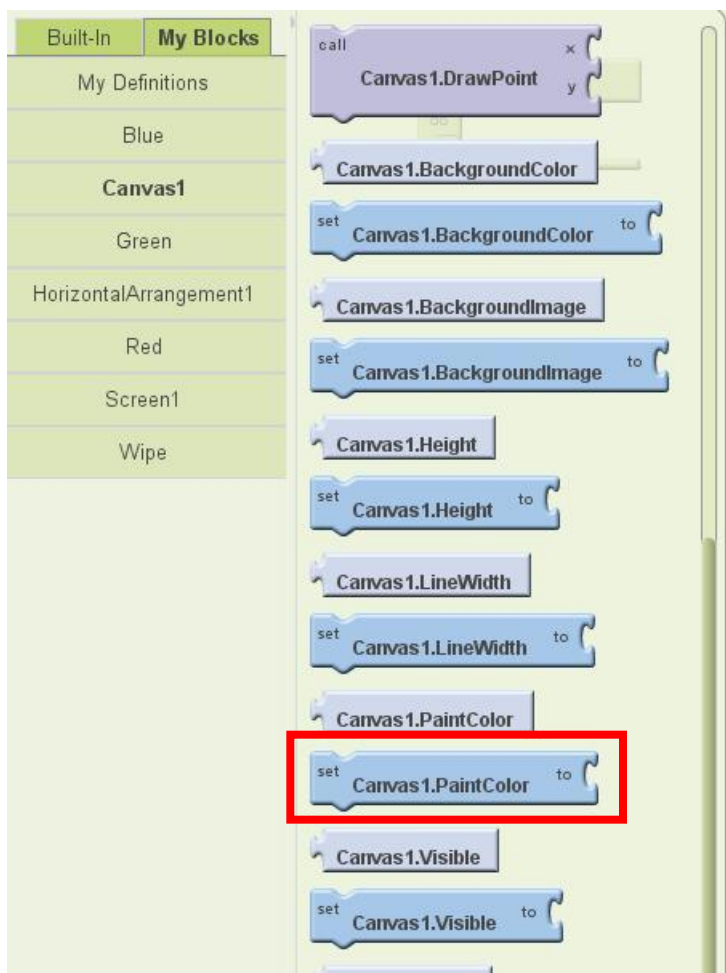 Built-In My Blocks
My Definitions
Blue
Canvas1
Green
HorizontalArrangement1
Red
Screen1
Wipe
call x
Canvas1.DrawPoint y
do
Canvas1.BackgroundColor
set Canvas1.BackgroundColor to
Canvas1.BackgroundImage
set Canvas1.BackgroundImage to
Canvas1.Height
set Canvas1.Height to
Canvas1.LineWidth
set Canvas1.LineWidth to
Canvas1.PaintColor
set Canvas1.PaintColor to
Canvas1.Visible
set Canvas1.Visible to